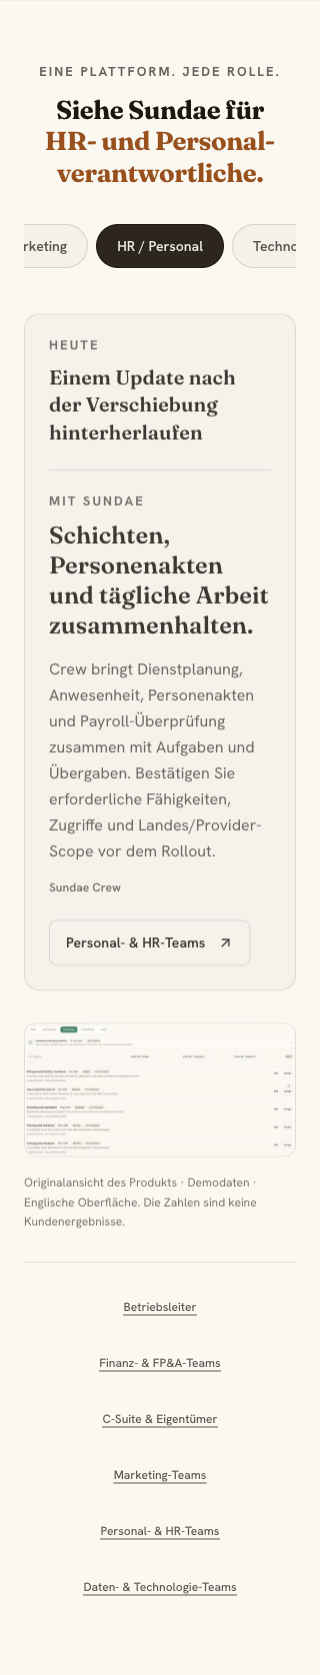 EINE PLATTFORM. JEDE ROLLE.
Siehe Sundae für
HR- und Personal-
verantwortliche.
rketing
HR / Personal
Techno
HEUTE
Einem Update nach
der Verschiebung
hinterherlaufen
MIT SUNDAE
Schichten,
Personenakten
und tägliche Arbeit
zusammenhalten.
Crew bringt Dienstplanung,
Anwesenheit, Personenakten
und Payroll-Überprüfung
zusammen mit Aufgaben und
Übergaben. Bestätigen Sie
erforderliche Fähigkeiten,
Zugriffe und Landes/Provider-
Scope vor dem Rollout.
Sundae Crew
Personal- & HR-Teams
Originalansicht des Produkts · Demodaten ·
Englische Oberfläche. Die Zahlen sind keine
Kundenergebnisse.
Betriebsleiter
Finanz- & FP&A-Teams
C-Suite & Eigentümer
Marketing-Teams
Personal- & HR-Teams
Daten- & Technologie-Teams